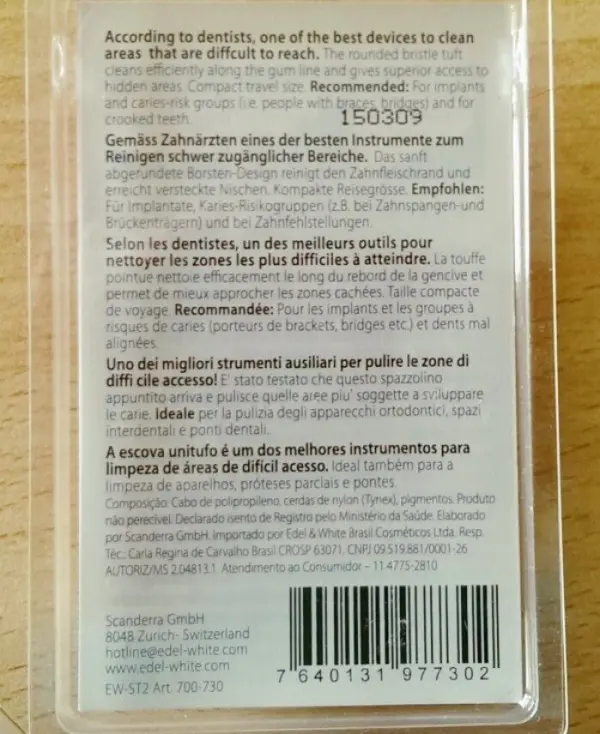 According to dentists, one of the best devices to clean
areas that are diffcult to reach. The rounded bristle tuft
cleans efficiently along the gum line and gives superior access to
hidden areas. Compact travel size. Recommended: For implants
and caries-risk groups (i.e. people with braces, bridges) and for
crooked teeth.
150309
Gemäss Zahnärzten eines der besten Instrumente zum
Reinigen schwer zugänglicher Bereiche. Das sanft
abgerundete Borsten-Design reinigt den Zahnfleischrand und
erreicht versteckte Nischen. Kompakte Reisegrösse. Empfohlen:
Für Implantate, Karies-Risikogruppen (z.B. bei Zahnspangen-und
Brückenträgern) und bei Zahnfehlstellungen.
Selon les dentistes, un des meilleurs outils pour
nettoyer les zones les plus difficiles à atteindre. La touffe
pointue nettoie efficacement le long du rebord de la gencive et
permet de mieux approcher les zones cachées. Taille compacte
de voyage. Recommandée: Pour les implants et les groupes à
risques de caries (porteurs de brackets, bridges etc.) et dents mal
alignées.
Uno dei migliori strumenti ausiliari per pulire le zone di
diffi cile accesso! E' stato testato che questo spazzolino
appuntito arriva e pulisce quelle aree piu' soggette a sviluppare
le carie. Ideale per la pulizia degli apparecchi ortodontici, spazi
interdentali e ponti dentali.
A escova unitufo é um dos melhores instrumentos para
limpeza de áreas de difícil acesso. Ideal também para a
limpeza de aparelhos, próteses parciais e pontes.
Composição: Cabo de polipropileno, cerdas de nylon (Tynex), pigmentos. Produto
não perecível. Declarado isento de Registro pelo Ministério da Saúde. Elaborado
por Scanderra GmbH. Importado por Edel & White Brasil Cosméticos Ltda. Resp.
Téc.: Carla Regina de Carvalho Brasil CROSP 63071. CNPJ 09.519.881/0001-26
AUTORIZ/MS 2.04813.1. Atendimento ao Consumidor – 11.4775-2810
Scanderra GmbH
8048 Zurich- Switzerland
hotline@edel-white.com
www.edel-white.com
EW-ST2 Art. 700-730
7 640131 977302